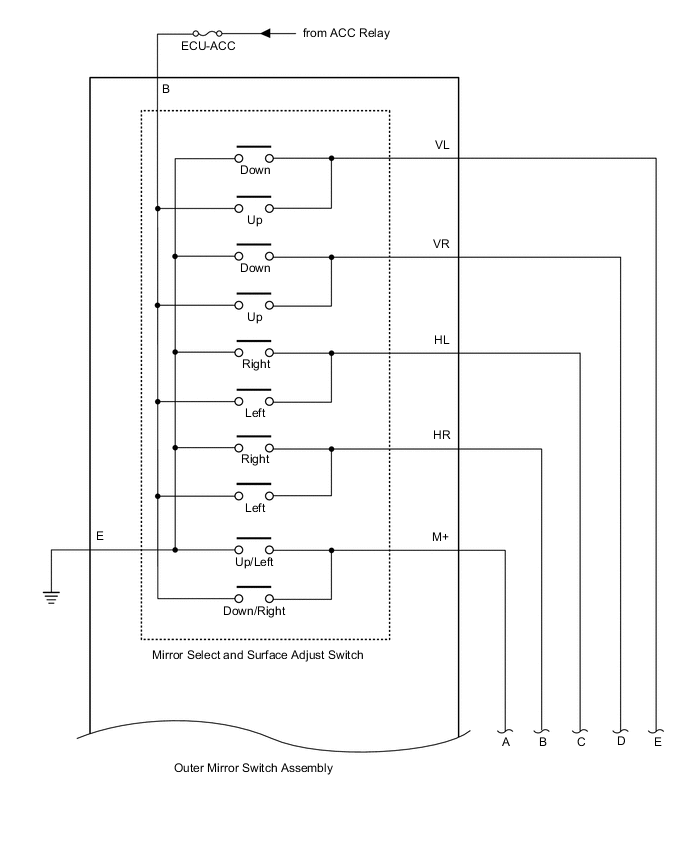 from ACC Relay
ECU-ACC
B
VL
Down
Up
VR
Down
Up
HL
Right
Left
HR
Right
Left
E
M+
Up/Left
Down/Right
Mirror Select and Surface Adjust Switch
A B C D E
Outer Mirror Switch Assembly